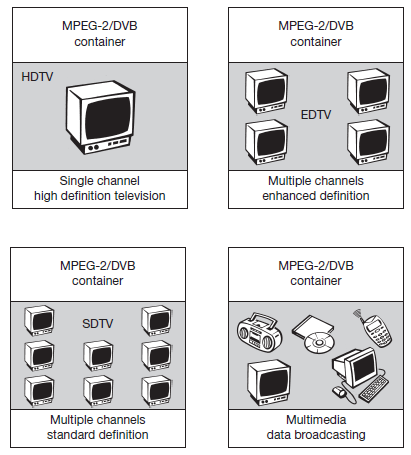 MPEG-2/DVB
container
HDTV
Single channel
high definition television
MPEG-2/DVB
container
EDTV
Multiple channels
enhanced definition
MPEG-2/DVB
container
SDTV
Multiple channels
standard definition
MPEG-2/DVB
container
Multimedia
data broadcasting